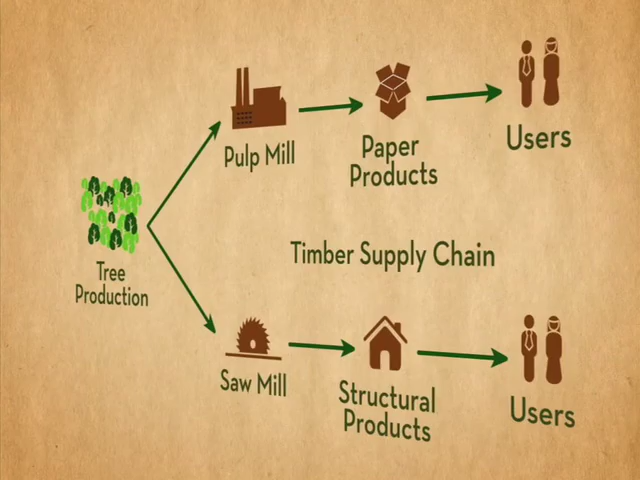 Pulp Mill
Paper
Products
Users
Tree
Production
Timber Supply Chain
Saw Mill
Structural
Products
Users